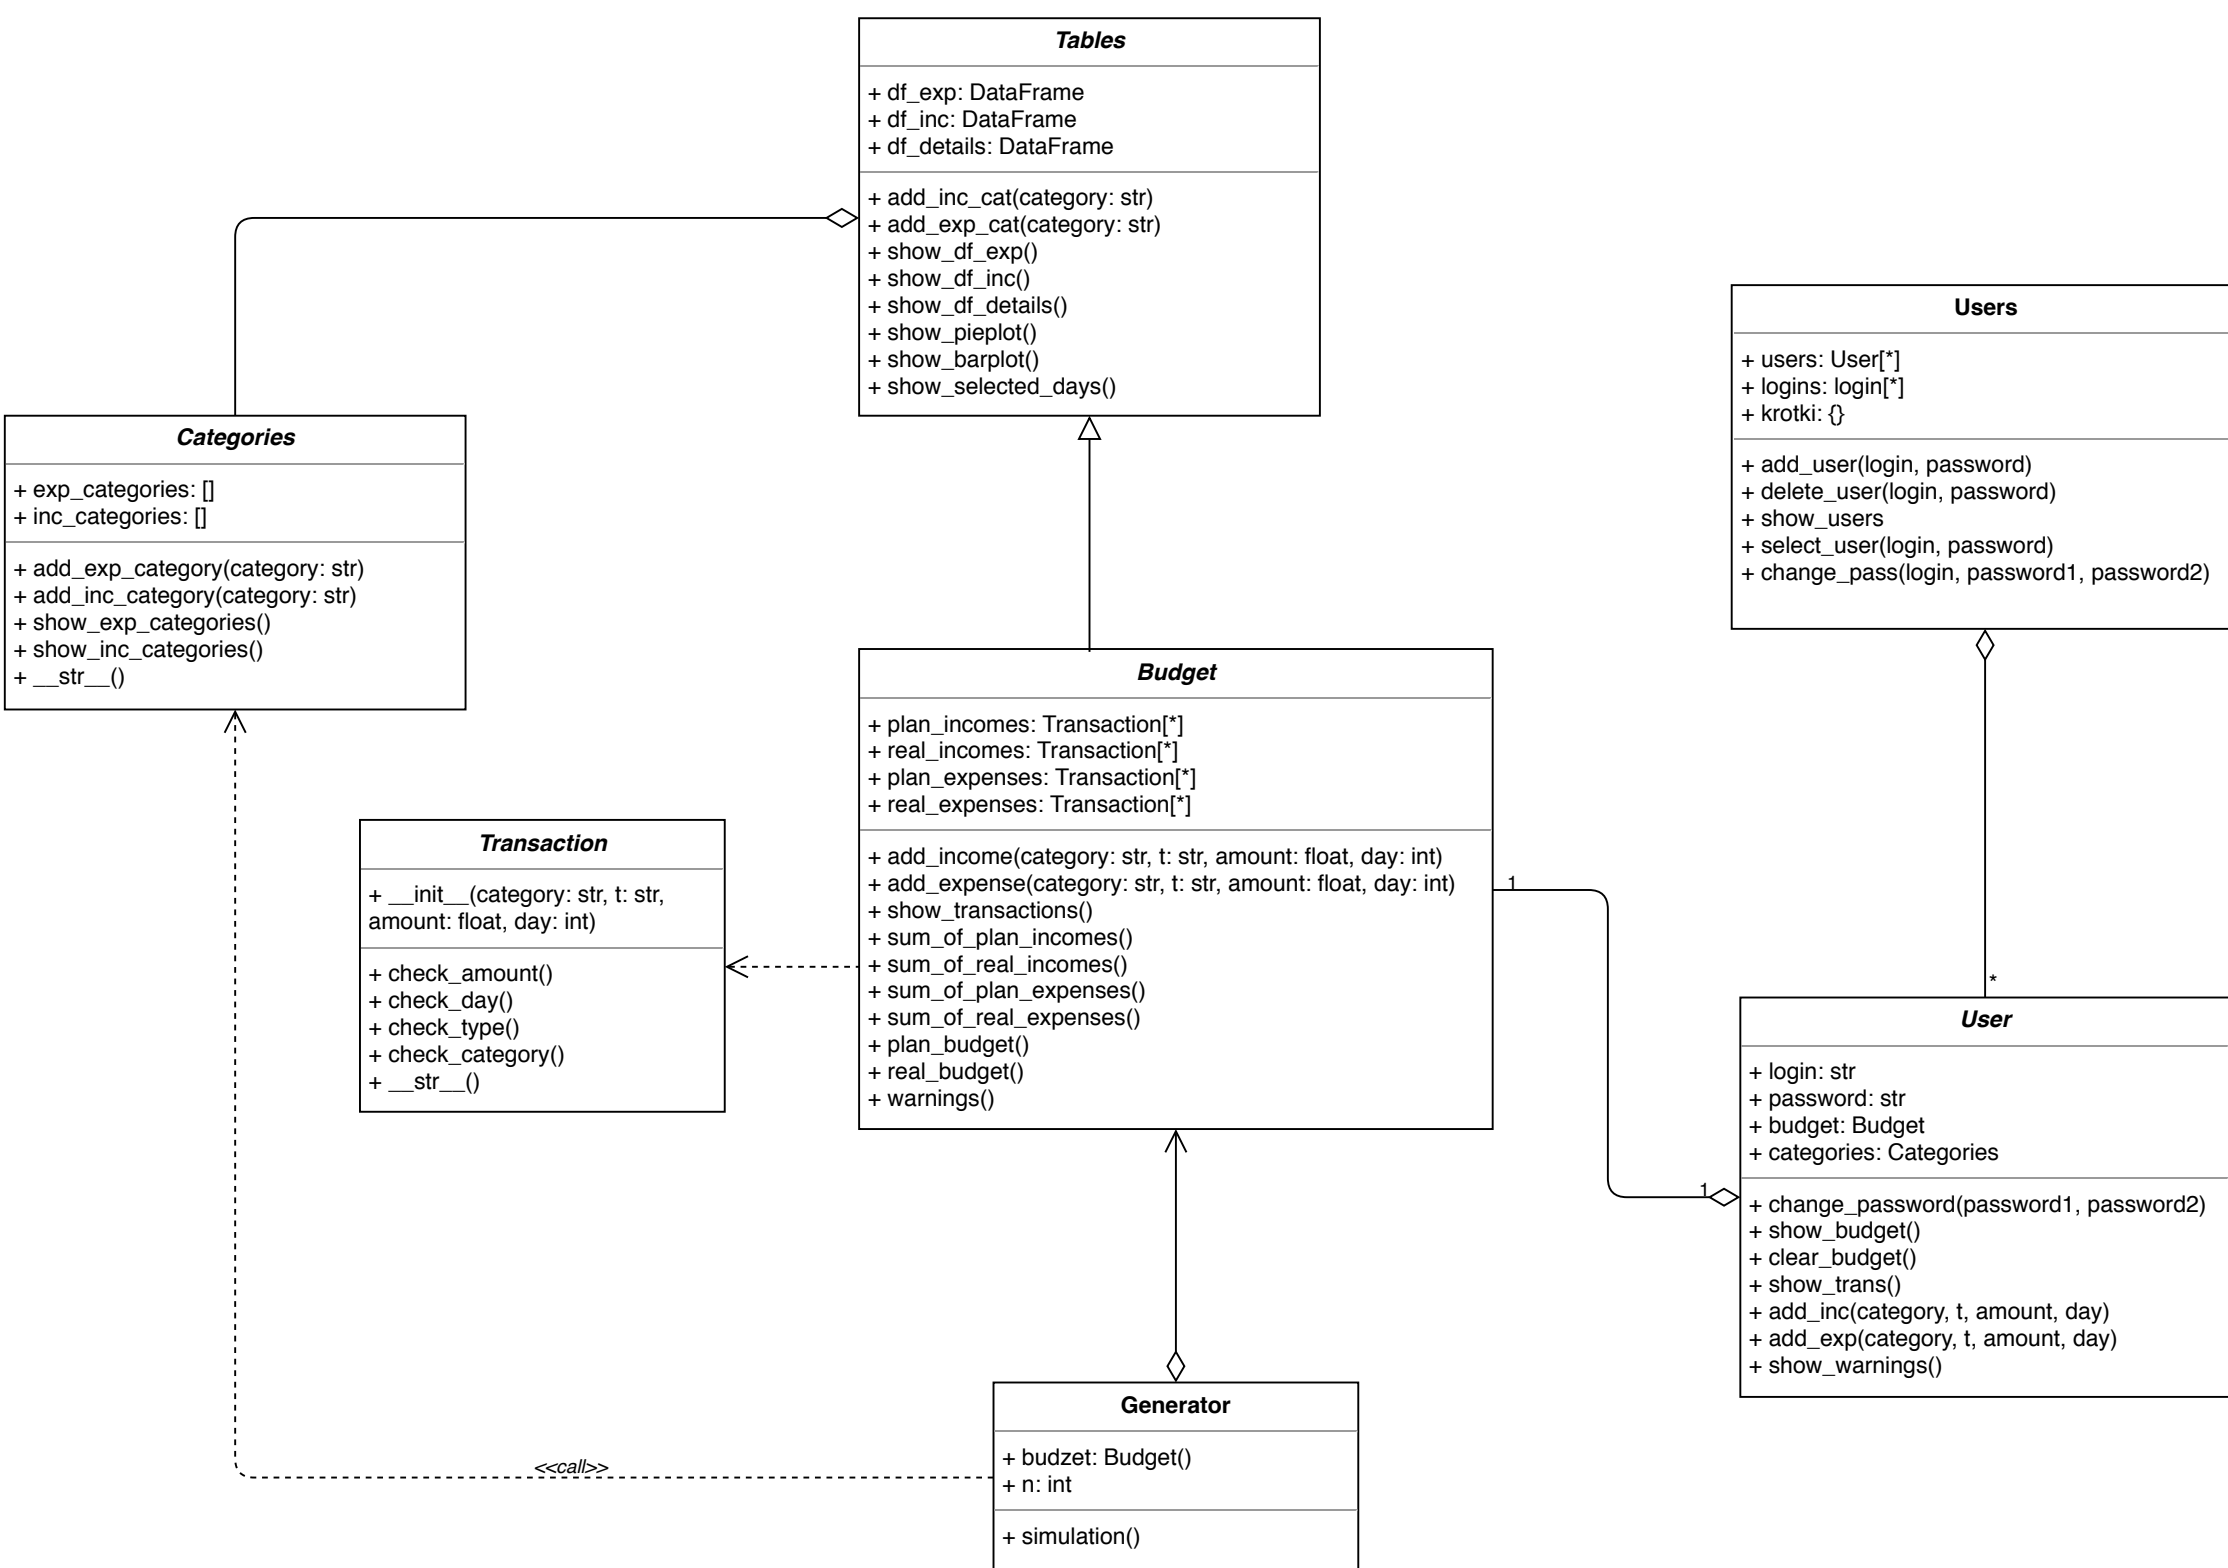 Tables
+ df_exp: DataFrame
+ df_inc: DataFrame
+ df_details: DataFrame
+ add_inc_cat(category: str)
+ add_exp_cat(category: str)
+ show_df_exp()
+ show_df_inc()
+ show_df_details()
+ show_pieplot()
+ show_barplot()
+ show_selected_days()
Users
+ users: User[*]
+ logins: login[*]
+ krotki: {}
+ add_user(login, password)
+ delete_user(login, password)
+ show_users
+ select_user(login, password)
+ change_pass(login, password1, password2)
Categories
+ exp_categories: []
+ inc_categories: []
+ add_exp_category(category: str)
+ add_inc_category(category: str)
+ show_exp_categories()
+ show_inc_categories()
+ __str__()
Budget
+ plan_incomes: Transaction[*]
+ real_incomes: Transaction[*]
+ plan_expenses: Transaction[*]
+ real_expenses: Transaction[*]
+ add_income(category: str, t: str, amount: float, day: int)
+ add_expense(category: str, t: str, amount: float, day: int)
+ show_transactions()
+ sum_of_plan_incomes()
+ sum_of_real_incomes()
+ sum_of_plan_expenses()
+ sum_of_real_expenses()
+ plan_budget()
+ real_budget()
+ warnings()
Transaction
+ __init__(category: str, t: str,
amount: float, day: int)
+ check_amount()
+ check_day()
+ check_type()
+ check_category()
+ __str__()
1
*
User
+ login: str
+ password: str
+ budget: Budget
+ categories: Categories
+ change_password(password1, password2)
+ show_budget()
+ clear_budget()
+ show_trans()
+ add_inc(category, t, amount, day)
+ add_exp(category, t, amount, day)
+ show_warnings()
1
Generator
+ budzet: Budget()
+ n: int
+ simulation()
<<call>>